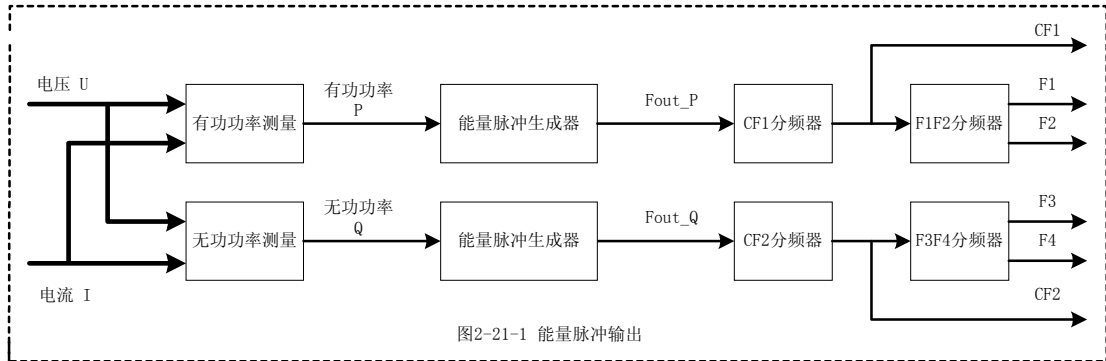 CF1
电压 U
有功功率测量
有功功率
P
能量脉冲生成器
Fout_P
CF1分频器
F1F2分频器
F1
F2
无功功率测量
无功功率
Q
能量脉冲生成器
Fout_Q
CF2分频器
F3F4分频器
F3
F4
电流 I
CF2
图2-21-1 能量脉冲输出